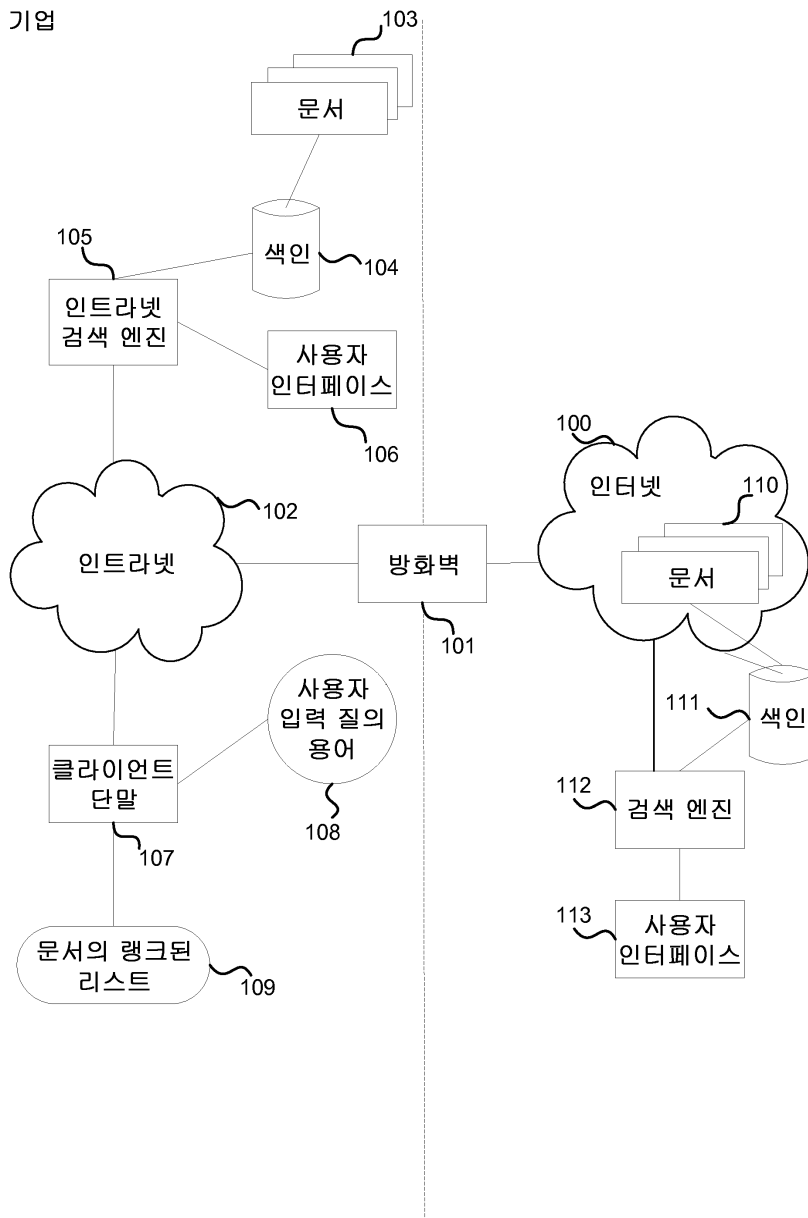 기업
103
문서
색인
104
105
인트라넷
검색 엔진
사용자
인터페이스
106
102
인트라넷
방화벽
101
100
인터넷
110
문서
111
색인
112
검색 엔진
113
사용자
인터페이스
사용자
입력 질의
용어
108
클라이언트
단말
107
문서의 랭크된
리스트
109